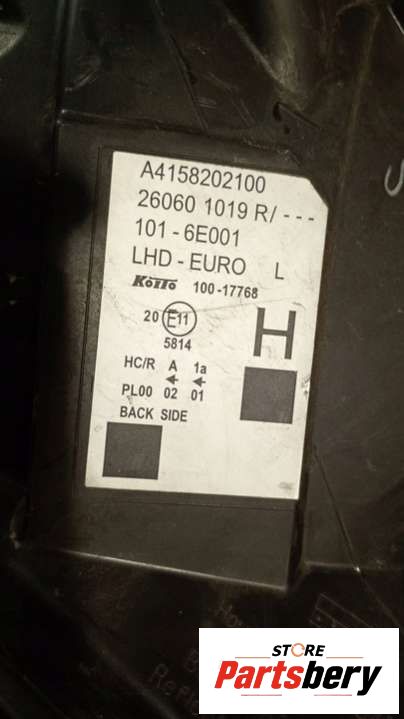 A4158202100
26060 1019 R/ - - -
101 - 6E001
LHD - EURO L
KOITO 100-17768
20 E11
5814
H
HC/R A 1a
← ←
PL00 02 01
BACK SIDE
STORE
Partsbery